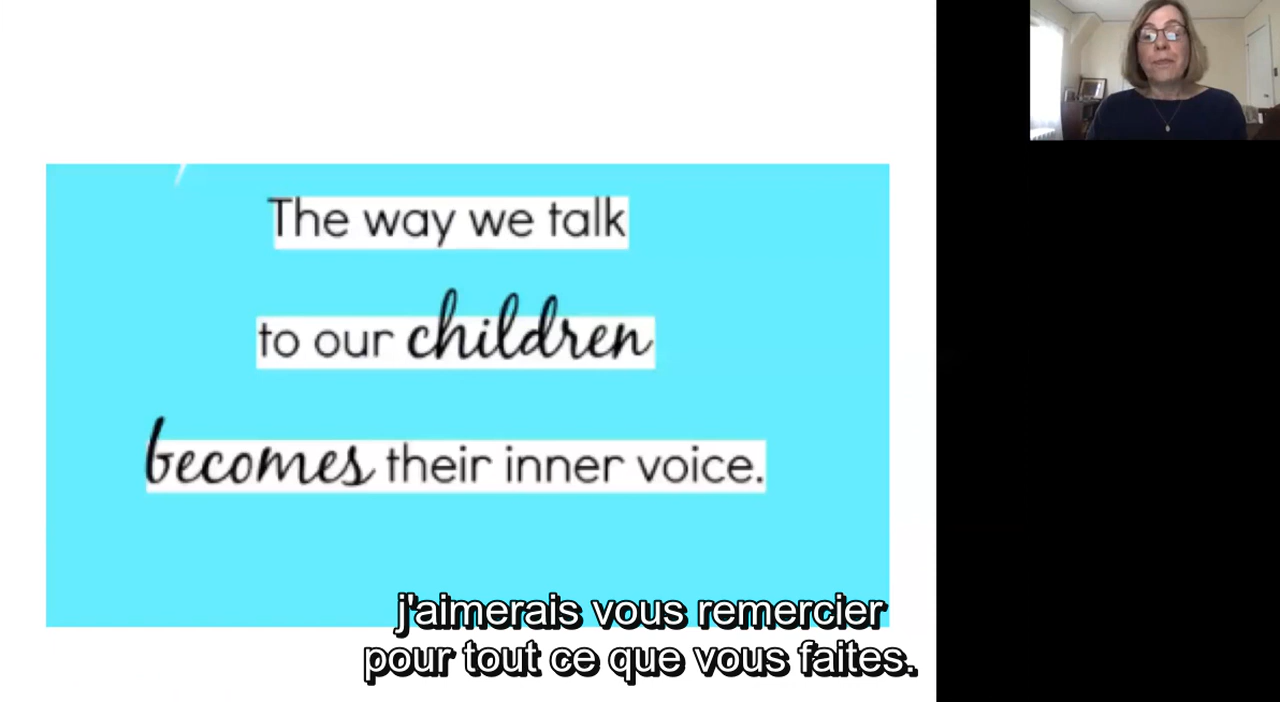 The way we talk
to our children
becomes their inner voice.
j'aimerais vous remercier
pour tout ce que vous faites.